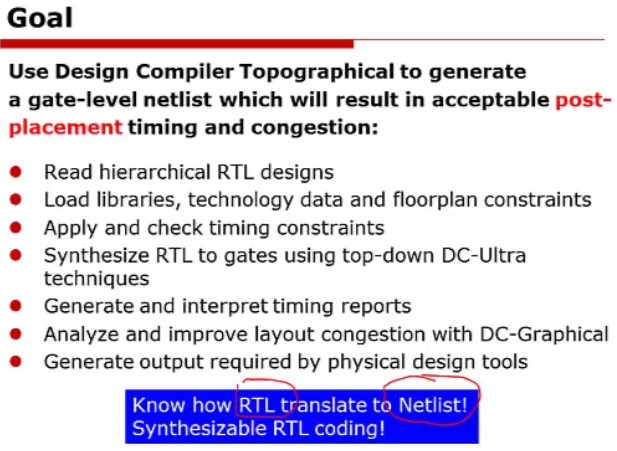 Goal
Use Design Compiler Topographical to generate
a gate-level netlist which will result in acceptable post-
placement timing and congestion:
Read hierarchical RTL designs
Load libraries, technology data and floorplan constraints
Apply and check timing constraints
Synthesize RTL to gates using top-down DC-Ultra
techniques
Generate and interpret timing reports
Analyze and improve layout congestion with DC-Graphical
Generate output required by physical design tools
Know how RTL translate to Netlist!
Synthesizable RTL coding!